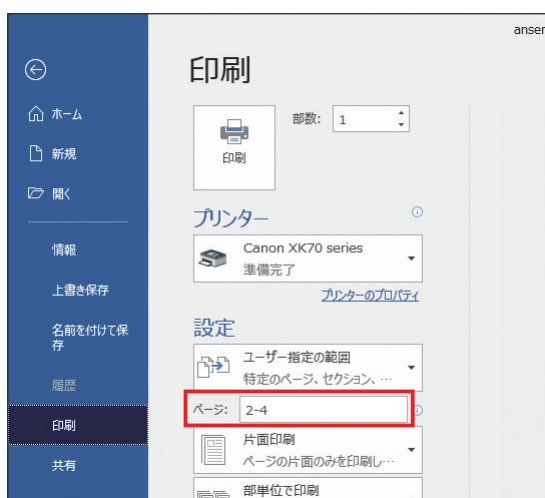 anser
印刷
ホーム
新規
開く
情報
上書き保存
名前を付けて保
存
履歴
印刷
共有
印刷
部数: 1
プリンター
Canon XK70 series
準備完了
プリンターのプロパティ
設定
ユーザー指定の範囲
特定のページ、セクション、…
ページ: 2-4
片面印刷
ページの片面のみを印刷し…
部単位で印刷